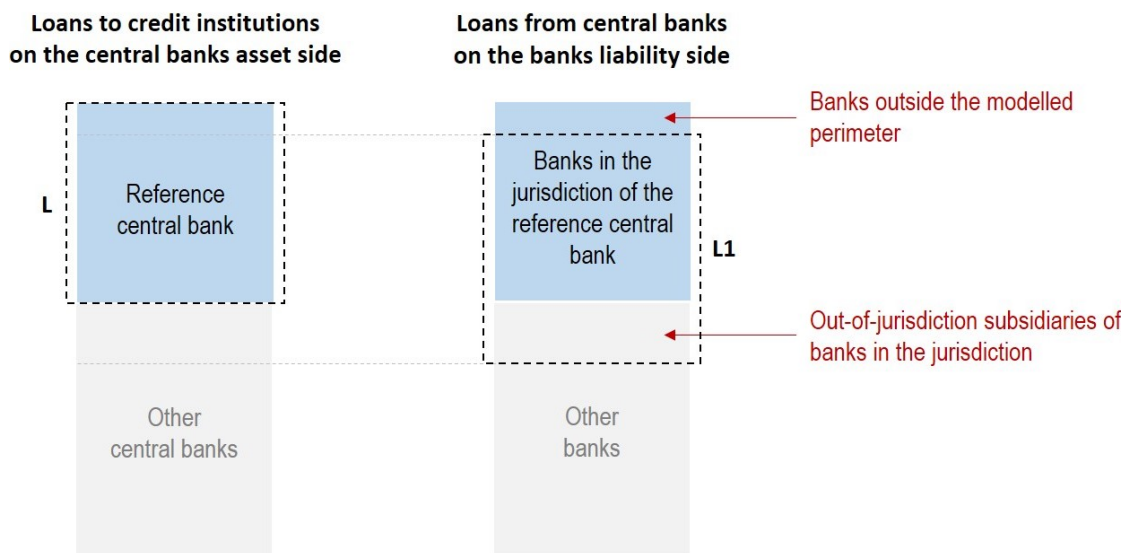 Loans to credit institutions
on the central banks asset side
Loans from central banks
on the banks liability side
Banks outside the modelled
perimeter
L
Reference
central bank
Banks in the
jurisdiction of the
reference central
bank
L1
Out-of-jurisdiction subsidiaries of
banks in the jurisdiction
Other
central banks
Other
banks